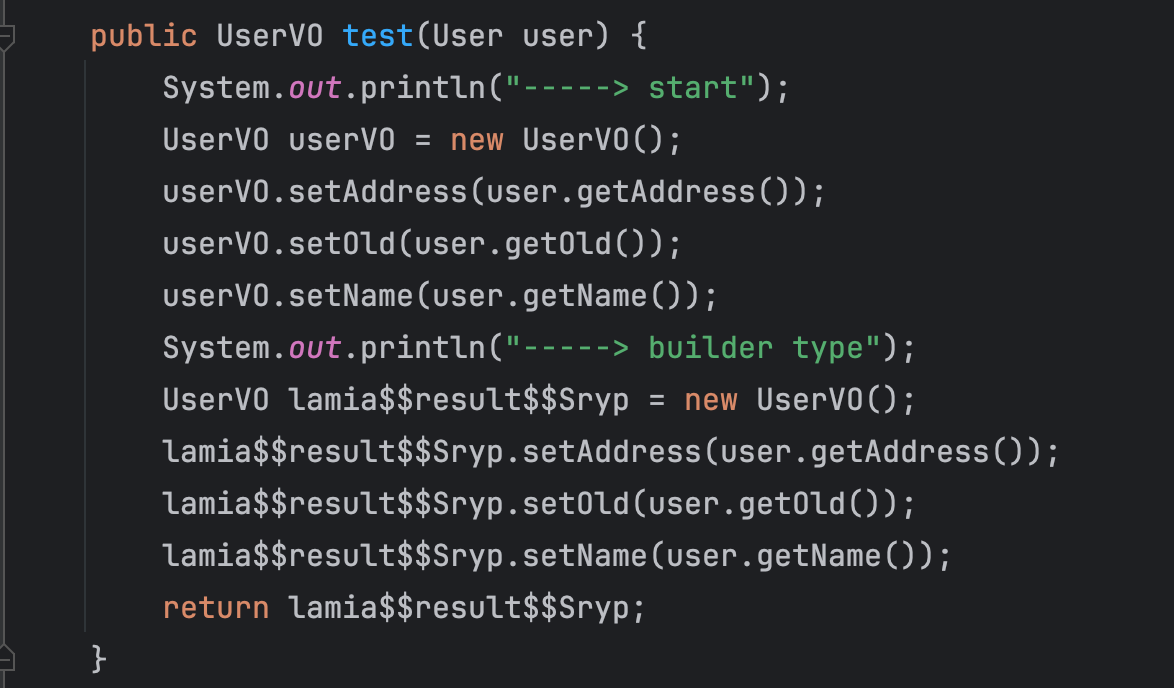 public UserVO test(User user) {
System.out.println("-----> start");
UserVO userVO = new UserVO();
userVO.setAddress(user.getAddress());
userVO.setOld(user.getOld());
userVO.setName(user.getName());
System.out.println("-----> builder type");
UserVO lamia$$result$$Sryp = new UserVO();
lamia$$result$$Sryp.setAddress(user.getAddress());
lamia$$result$$Sryp.setOld(user.getOld());
lamia$$result$$Sryp.setName(user.getName());
return lamia$$result$$Sryp;
}